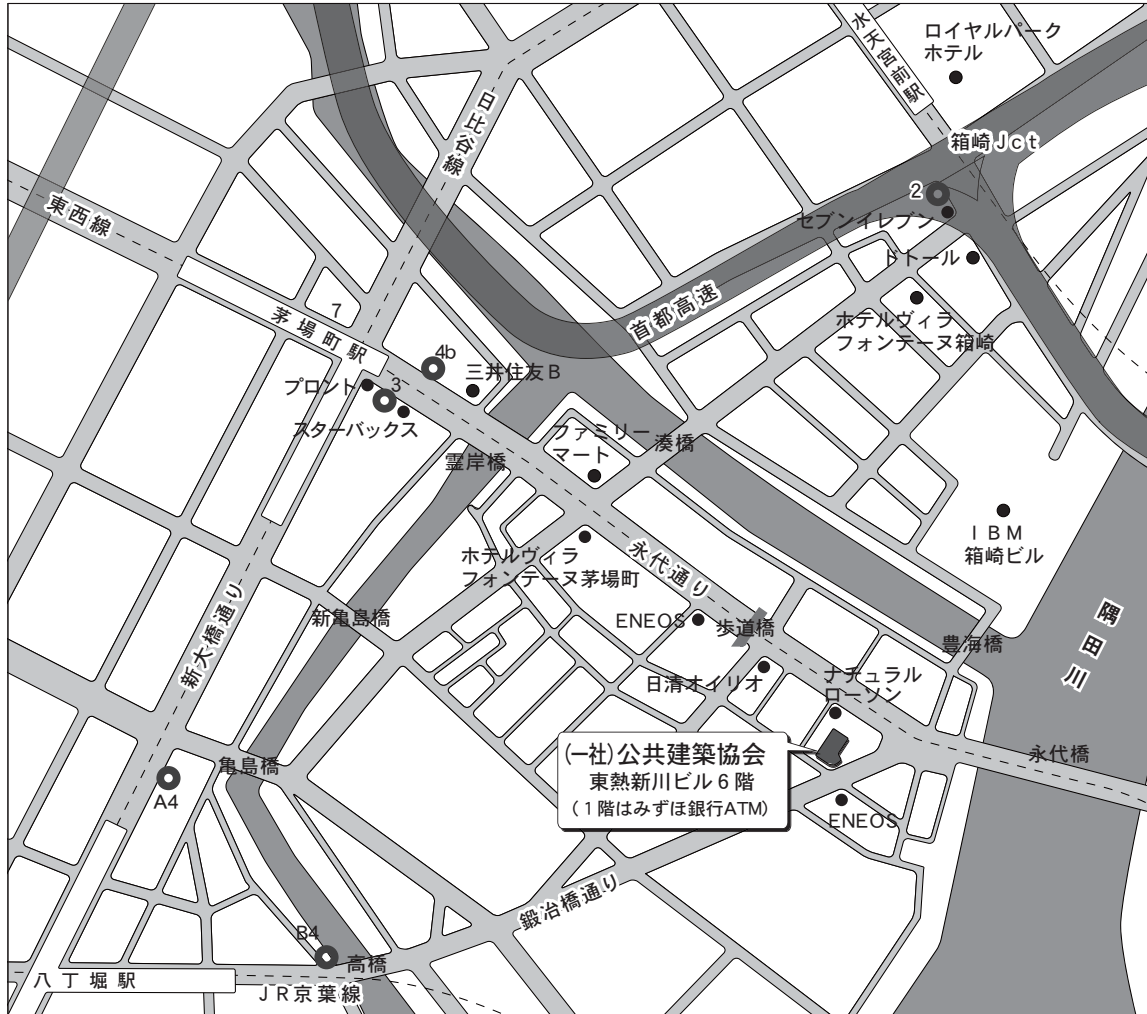 ロイヤルパーク
ホテル
水天宮前駅
日比谷線
箱崎Jct
2
セブンイレブン
ドトール
東西線
首都高速
ホテルヴィラ
フォンテーヌ箱崎
7
茅場町駅
4b
三井住友B
プロント
3
スターバックス
ファミリー
マート
湊橋
霊岸橋
IBM
箱崎ビル
ホテルヴィラ
フォンテーヌ茅場町
永代通り
新亀島橋
ENEOS
歩道橋
豊海橋
隅田川
新大橋通り
日清オイリオ
ナチュラル
ローソン
(一社)公共建築協会
東熱新川ビル6階
(1階はみずほ銀行ATM)
永代橋
亀島橋
A4
ENEOS
鍛冶橋通り
B4
高橋
八丁堀駅
JR京葉線